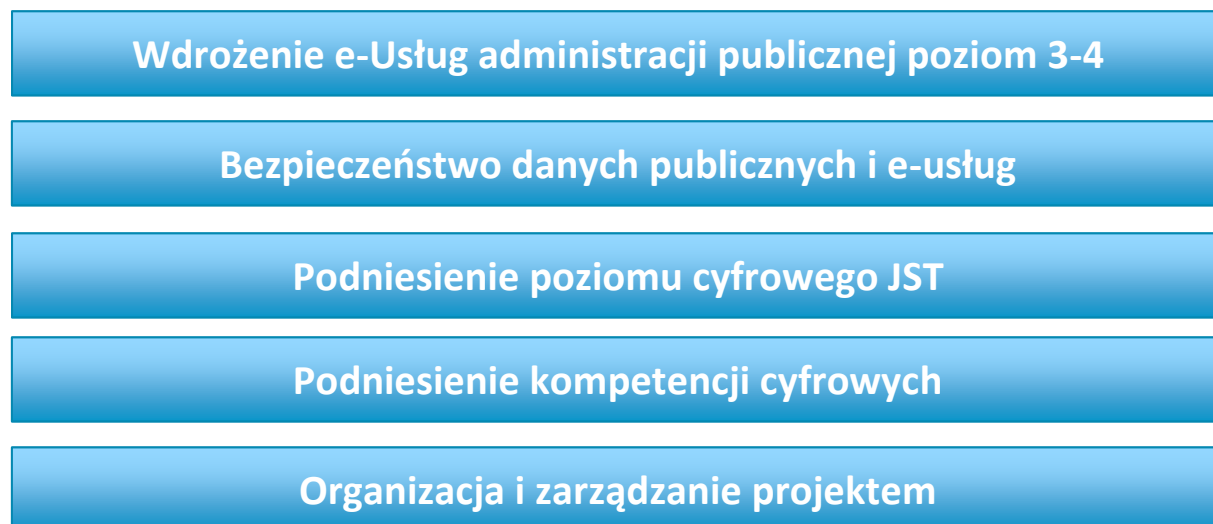 Wdrożenie e-Usług administracji publicznej poziom 3-4
Bezpieczeństwo danych publicznych i e-usług
Podniesienie poziomu cyfrowego JST
Podniesienie kompetencji cyfrowych
Organizacja i zarządzanie projektem